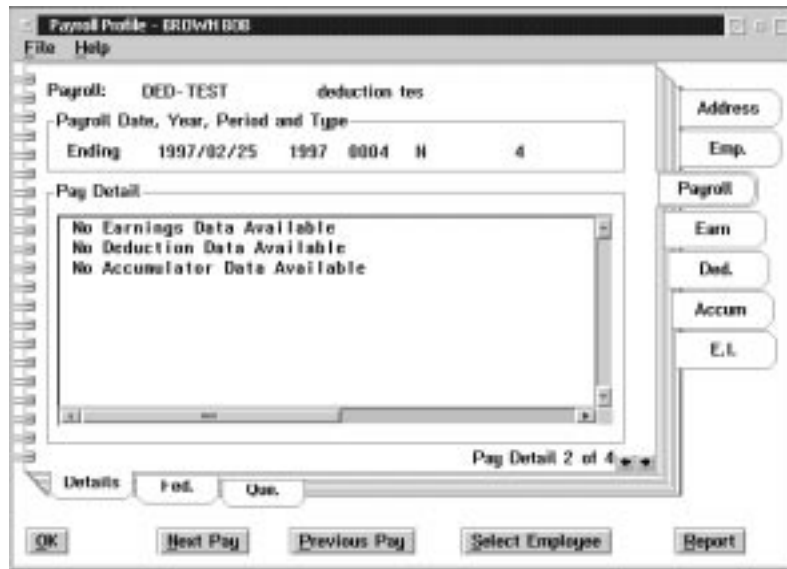 Payroll Profile - BROWN BOB
File Help
Payroll: DED-TEST deduction tes
Payroll Date, Year, Period and Type
Ending 1997/02/25 1997 0004 N 4
Pay Detail
No Earnings Data Available
No Deduction Data Available
No Accumulator Data Available
Pay Detail 2 of 4
Address
Emp.
Payroll
Earn
Ded.
Accum
E.I.
Details
Fed.
Que.
OK
Next Pay
Previous Pay
Select Employee
Report